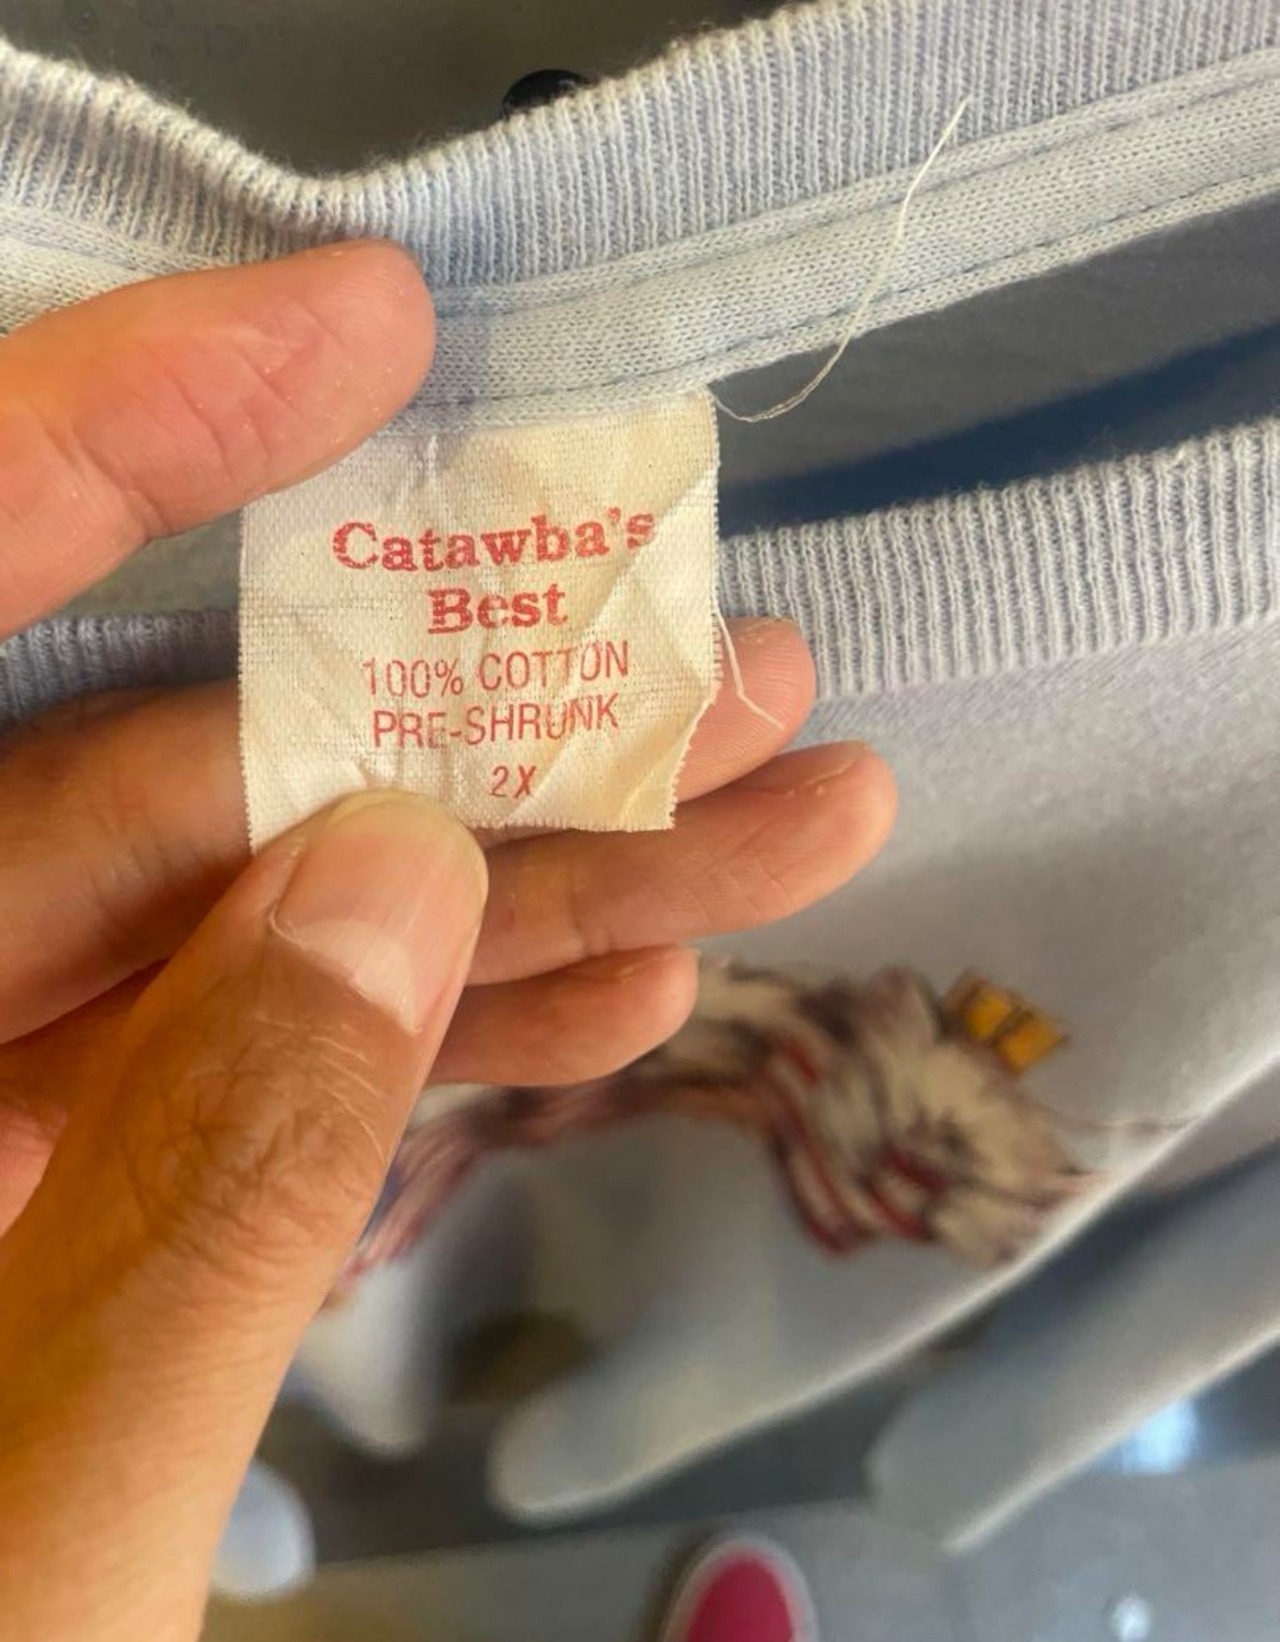 Catawba's
Best
100% COTTON
PRE-SHRUNK
2X